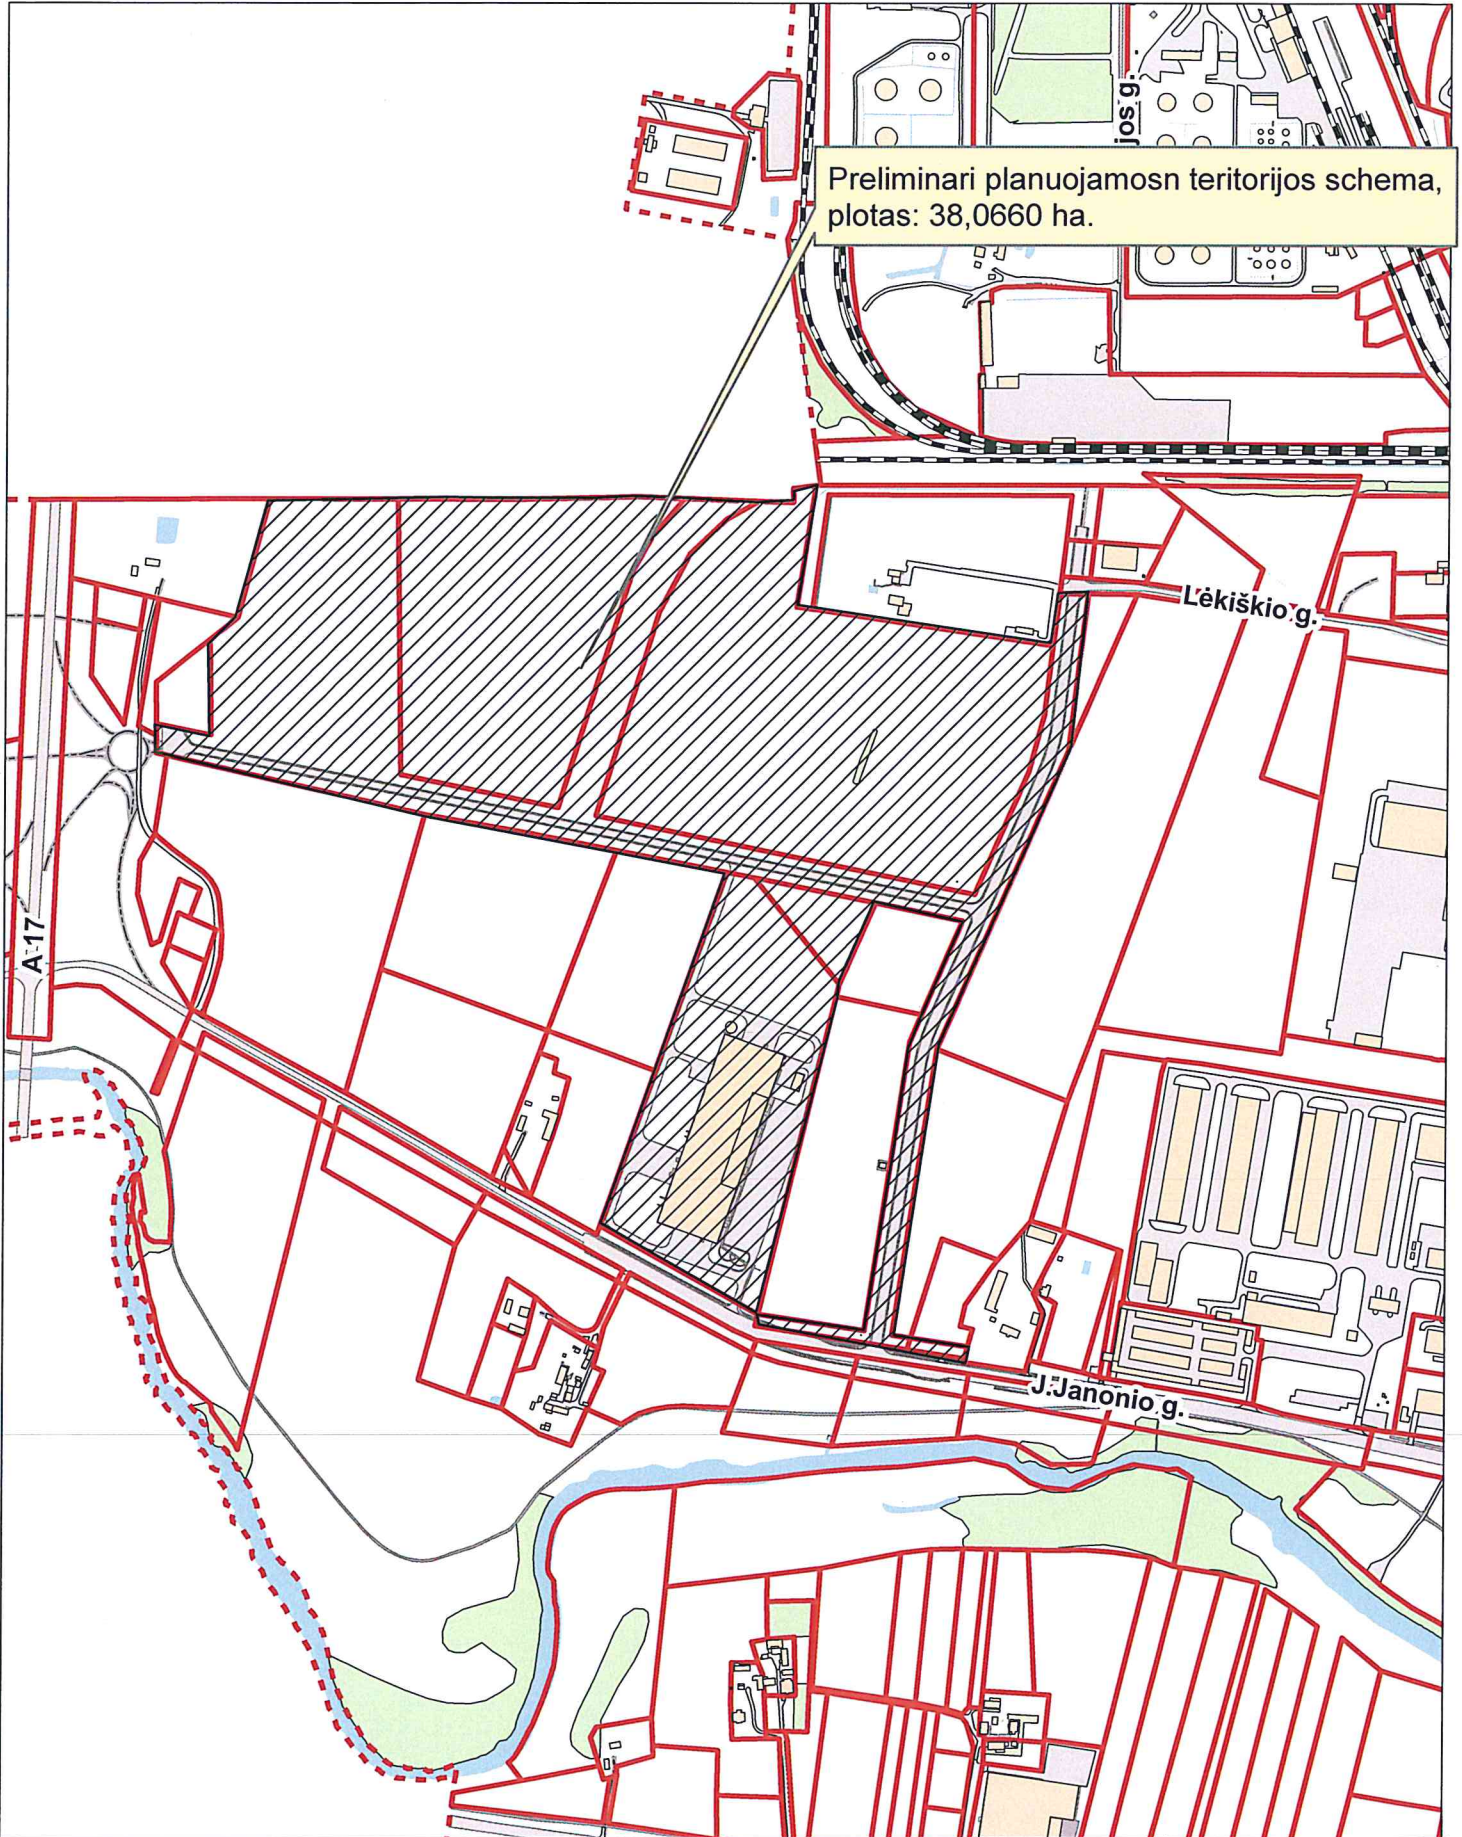 jos g.
Preliminari planuojamosn teritorijos schema,
plotas: 38,0660 ha.
Lėkiškio g.
A-17
J.Janonio g.